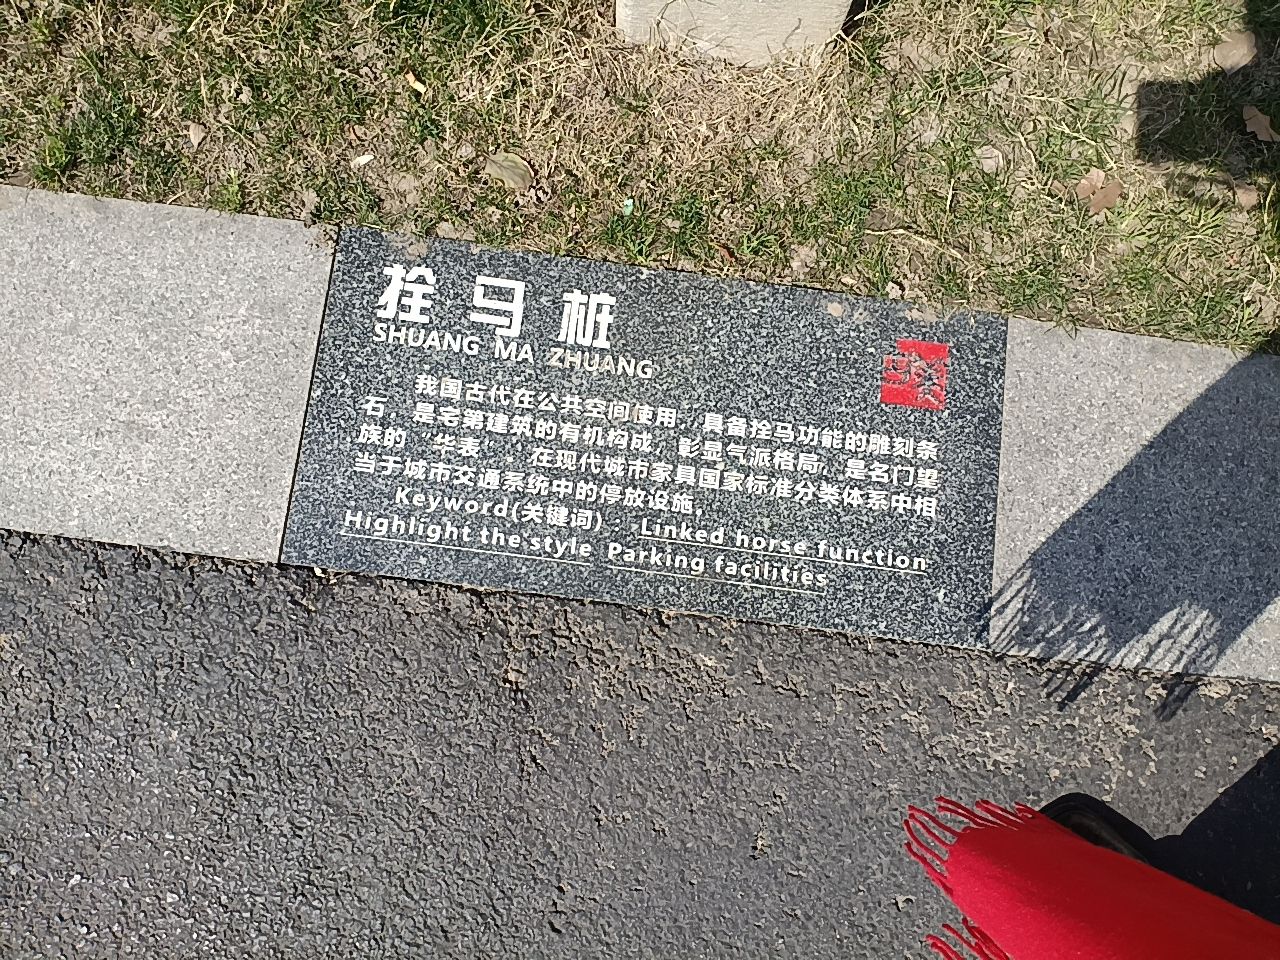 拴马桩
SHUANG MA ZHUANG
我国古代在公共空间使用，具备拴马功能的雕刻条
石，是宅第建筑的有机构成，彰显气派格局，是名门望
族的“华表”。在现代城市家具国家标准分类体系中相
当于城市交通系统中的停放设施。
Keyword(关键词)：Linked horse function
Highlight the style Parking facilities